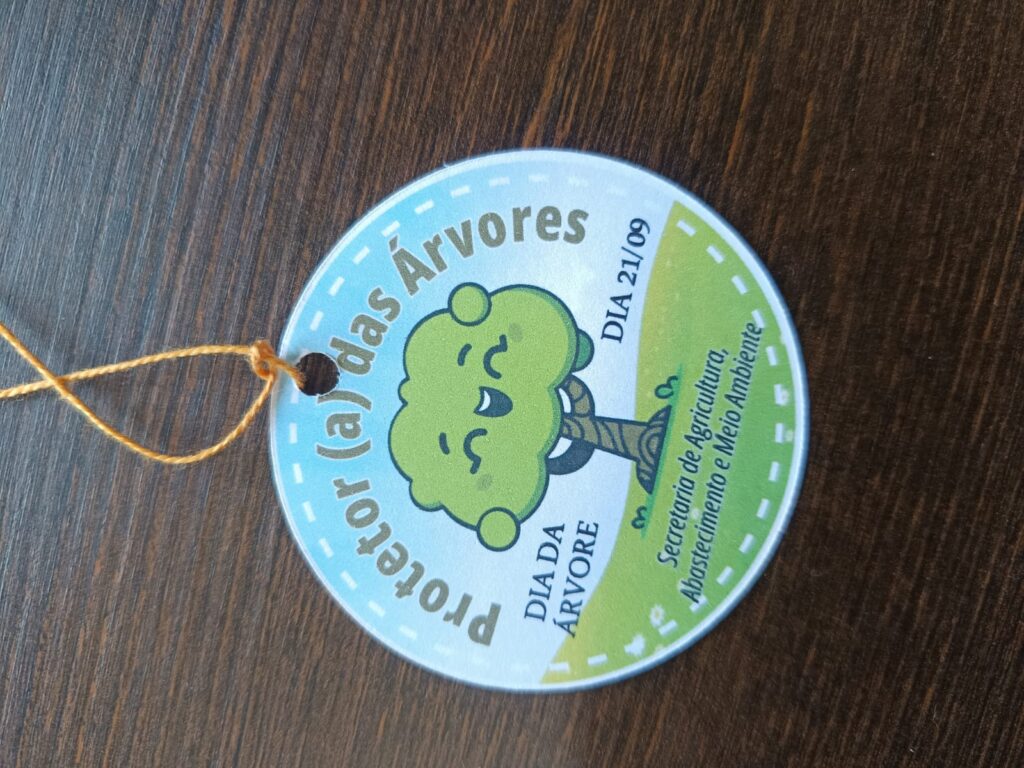 Protetor (a) das Árvores
DIA DA
ÁRVORE
DIA 21/09
Secretaria de Agricultura,
Abastecimento e Meio Ambiente